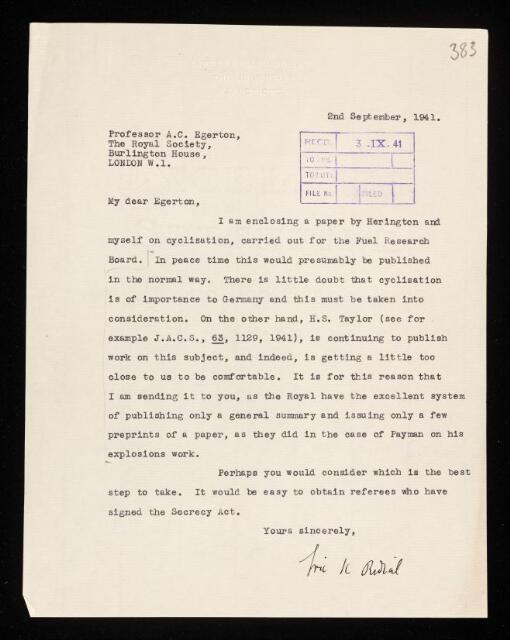 383
2nd September, 1941.
Professor A.C. Egerton,
The Royal Society,
Burlington House,
LONDON W.1.
RECD. 3 .IX. 41
FILE No. FILED
My dear Egerton,
I am enclosing a paper by Herington and
myself on cyclisation, carried out for the Fuel Research
Board. In peace time this would presumably be published
in the normal way. There is little doubt that cyclisation
is of importance to Germany and this must be taken into
consideration. On the other hand, H.S. Taylor (see for
example J.A.C.S., 63, 1129, 1941), is continuing to publish
work on this subject, and indeed, is getting a little too
close to us to be comfortable. It is for this reason that
I am sending it to you, as the Royal have the excellent system
of publishing only a general summary and issuing only a few
preprints of a paper, as they did in the case of Payman on his
explosions work.
Perhaps you would consider which is the best
step to take. It would be easy to obtain referees who have
signed the Secrecy Act.
Yours sincerely,
Eric K Rideal